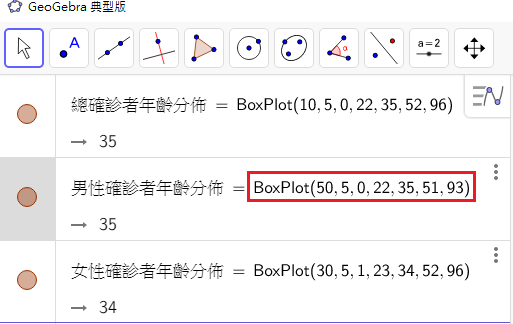 GeoGebra 典型版
A α a = 2
總確診者年齡分佈 = BoxPlot(10, 5, 0, 22, 35, 52, 96)
→ 35
男性確診者年齡分佈 = BoxPlot(50, 5, 0, 22, 35, 51, 93)
→ 35
女性確診者年齡分佈 = BoxPlot(30, 5, 1, 23, 34, 52, 96)
→ 34